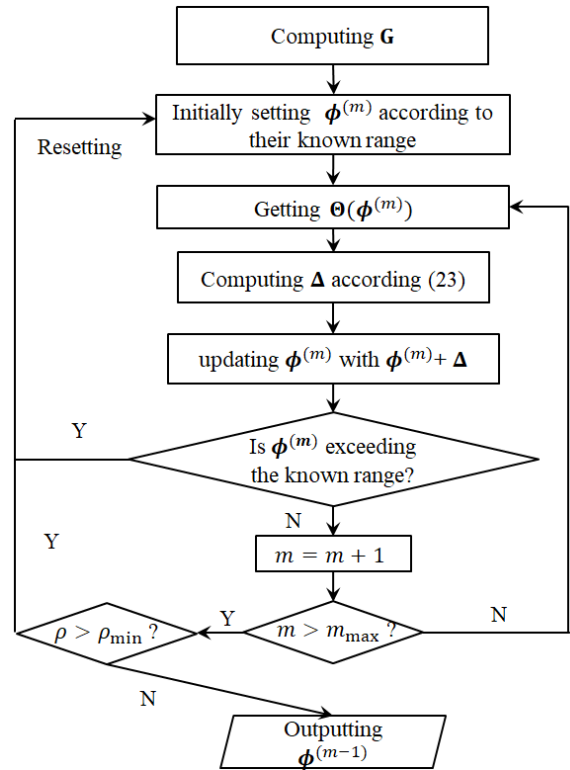 Computing G
Initially setting ϕ^(m) according to
their known range
Resetting
Getting Θ(ϕ^(m))
Computing Δ according (23)
updating ϕ^(m) with ϕ^(m)+ Δ
Y
Is ϕ^(m) exceeding
the known range?
N
Y
m = m + 1
ρ > ρ_min ?
Y
m > m_max ?
N
N
Outputting
ϕ^(m−1)